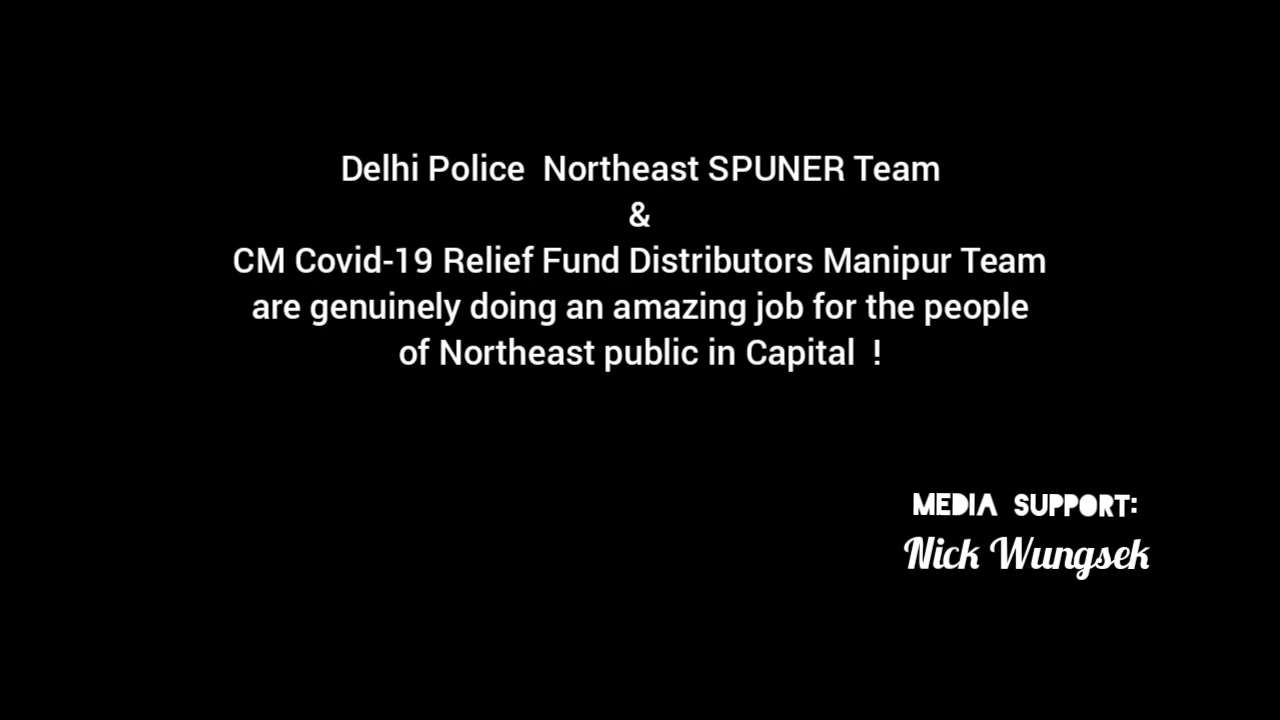 Delhi Police  Northeast SPUNER Team
&
CM Covid-19 Relief Fund Distributors Manipur Team
are genuinely doing an amazing job for the people
of Northeast public in Capital  !
MEDIA SUPPORT:
Nick Wungsek